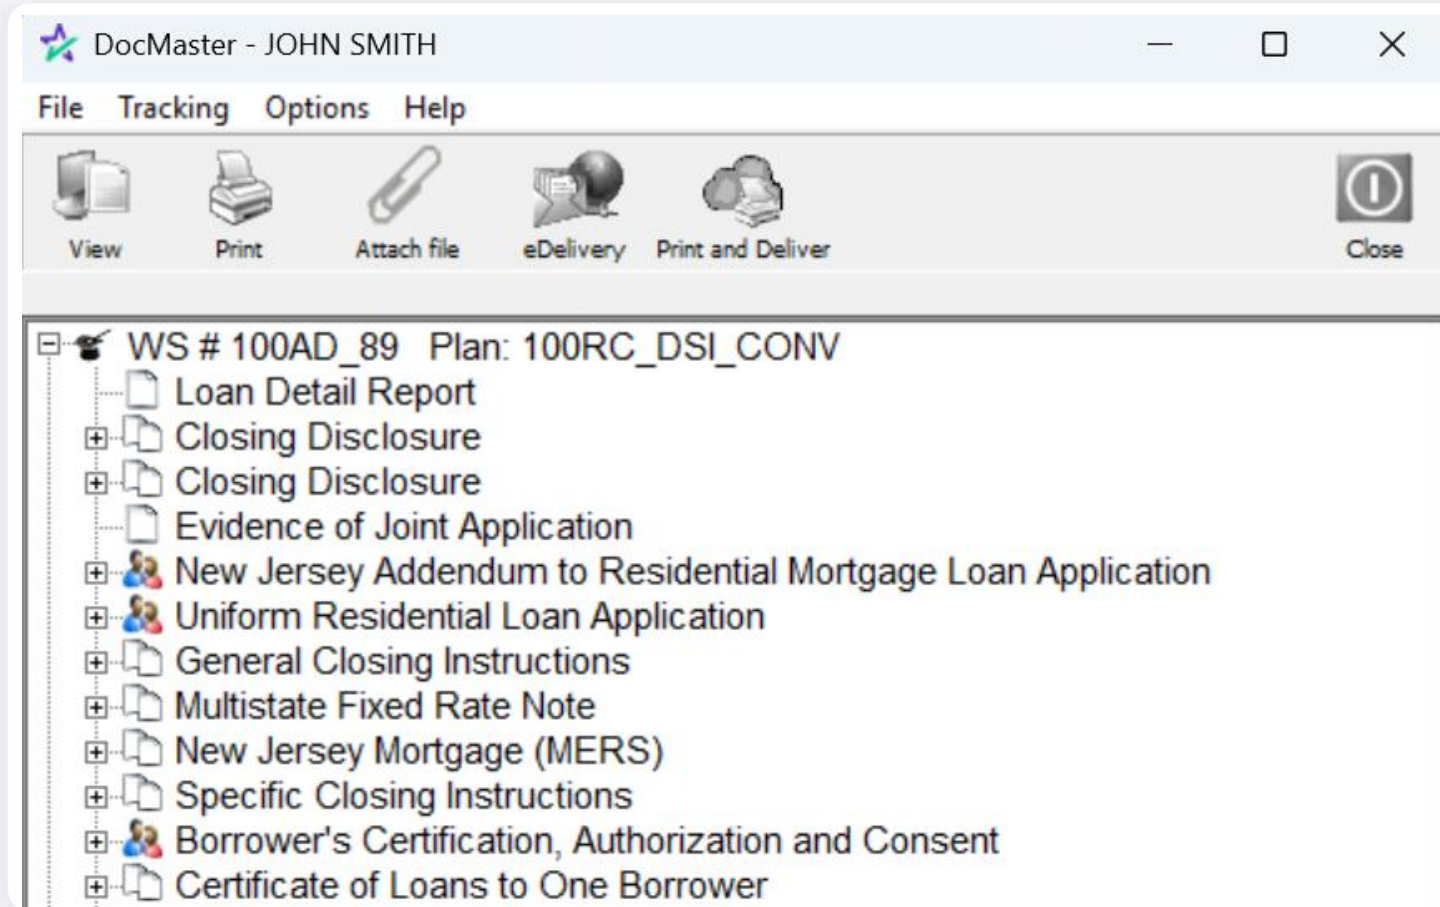 DocMaster - JOHN SMITH
File Tracking Options Help
View Print Attach file eDelivery Print and Deliver Close
WS # 100AD_89 Plan: 100RC_DSI_CONV
Loan Detail Report
Closing Disclosure
Closing Disclosure
Evidence of Joint Application
New Jersey Addendum to Residential Mortgage Loan Application
Uniform Residential Loan Application
General Closing Instructions
Multistate Fixed Rate Note
New Jersey Mortgage (MERS)
Specific Closing Instructions
Borrower's Certification, Authorization and Consent
Certificate of Loans to One Borrower